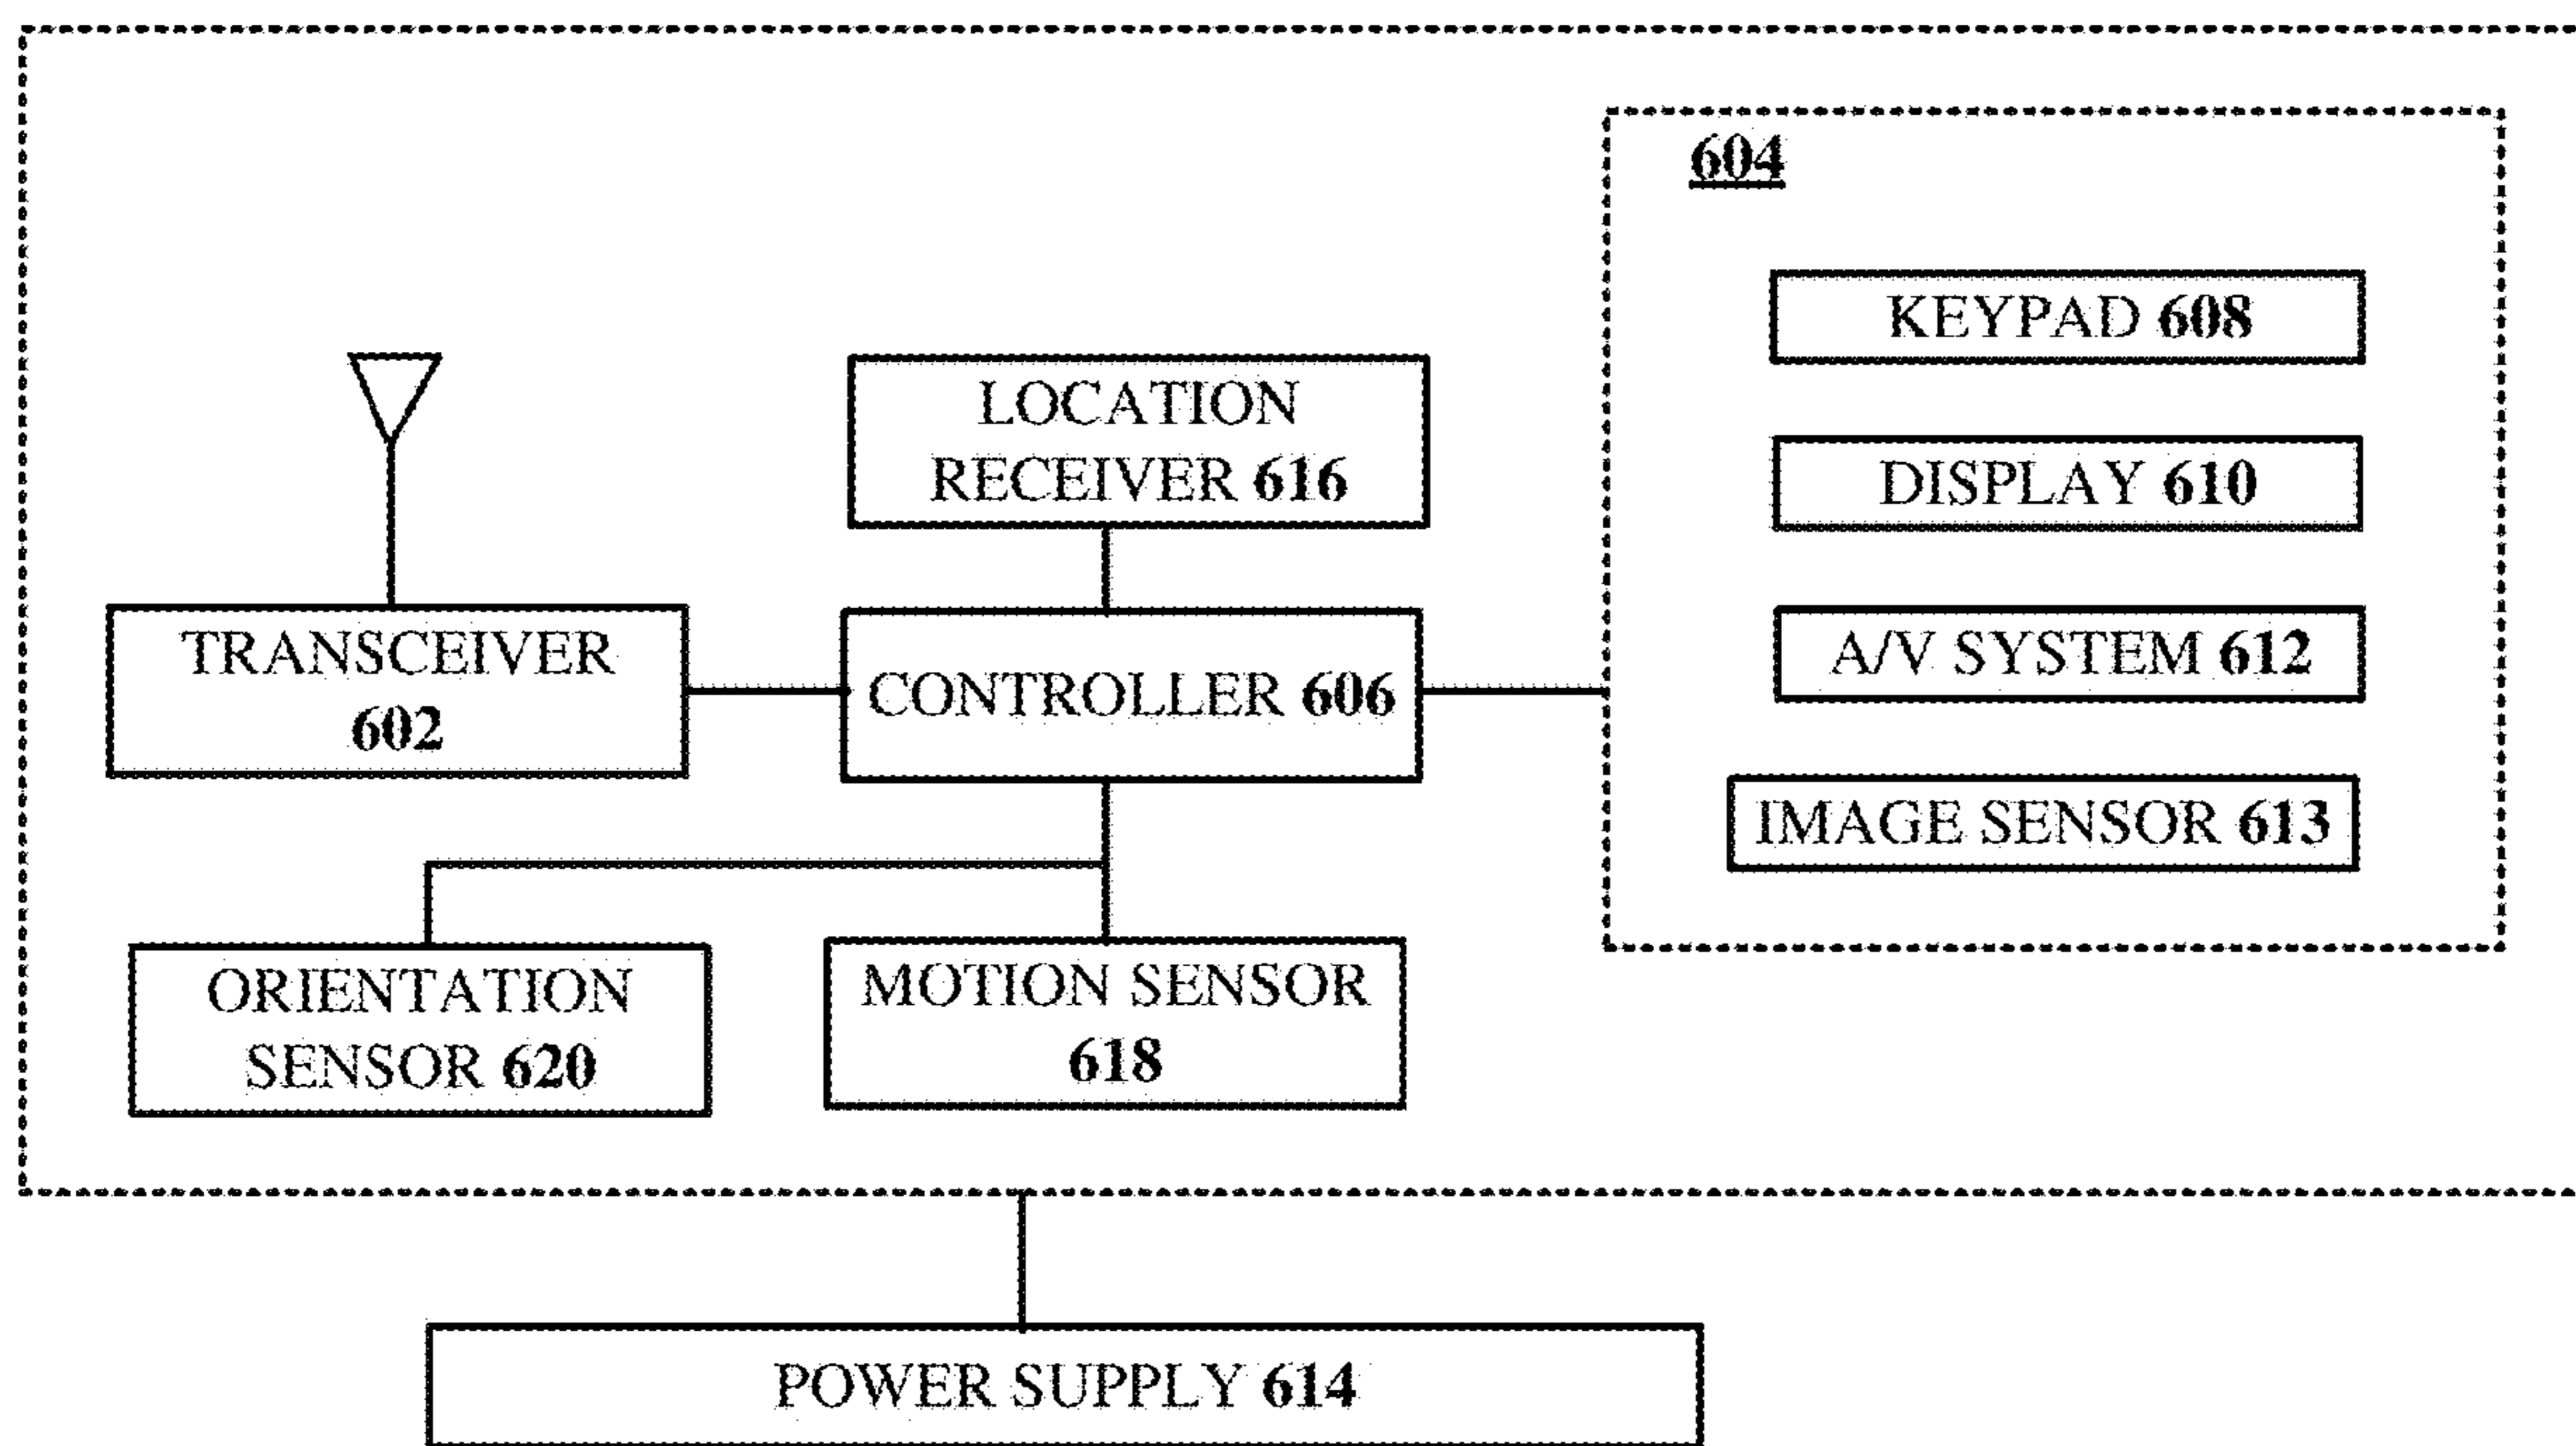 604
KEYPAD 608
DISPLAY 610
A/V SYSTEM 612
IMAGE SENSOR 613
LOCATION
RECEIVER 616
TRANSCEIVER
602
CONTROLLER 606
ORIENTATION
SENSOR 620
MOTION SENSOR
618
POWER SUPPLY 614